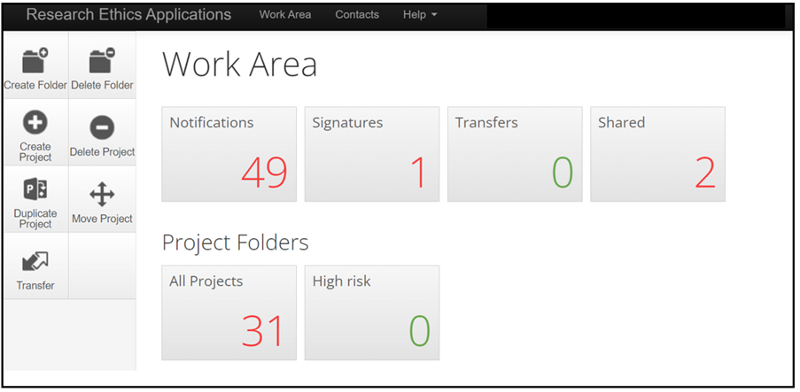 Research Ethics Applications Work Area Contacts Help
Create Folder Delete Folder
Create
Project
Delete Project
Duplicate
Project
Move Project
Transfer
Work Area
Notifications Signatures Transfers Shared
49 1 0 2
Project Folders
All Projects High risk
31 0